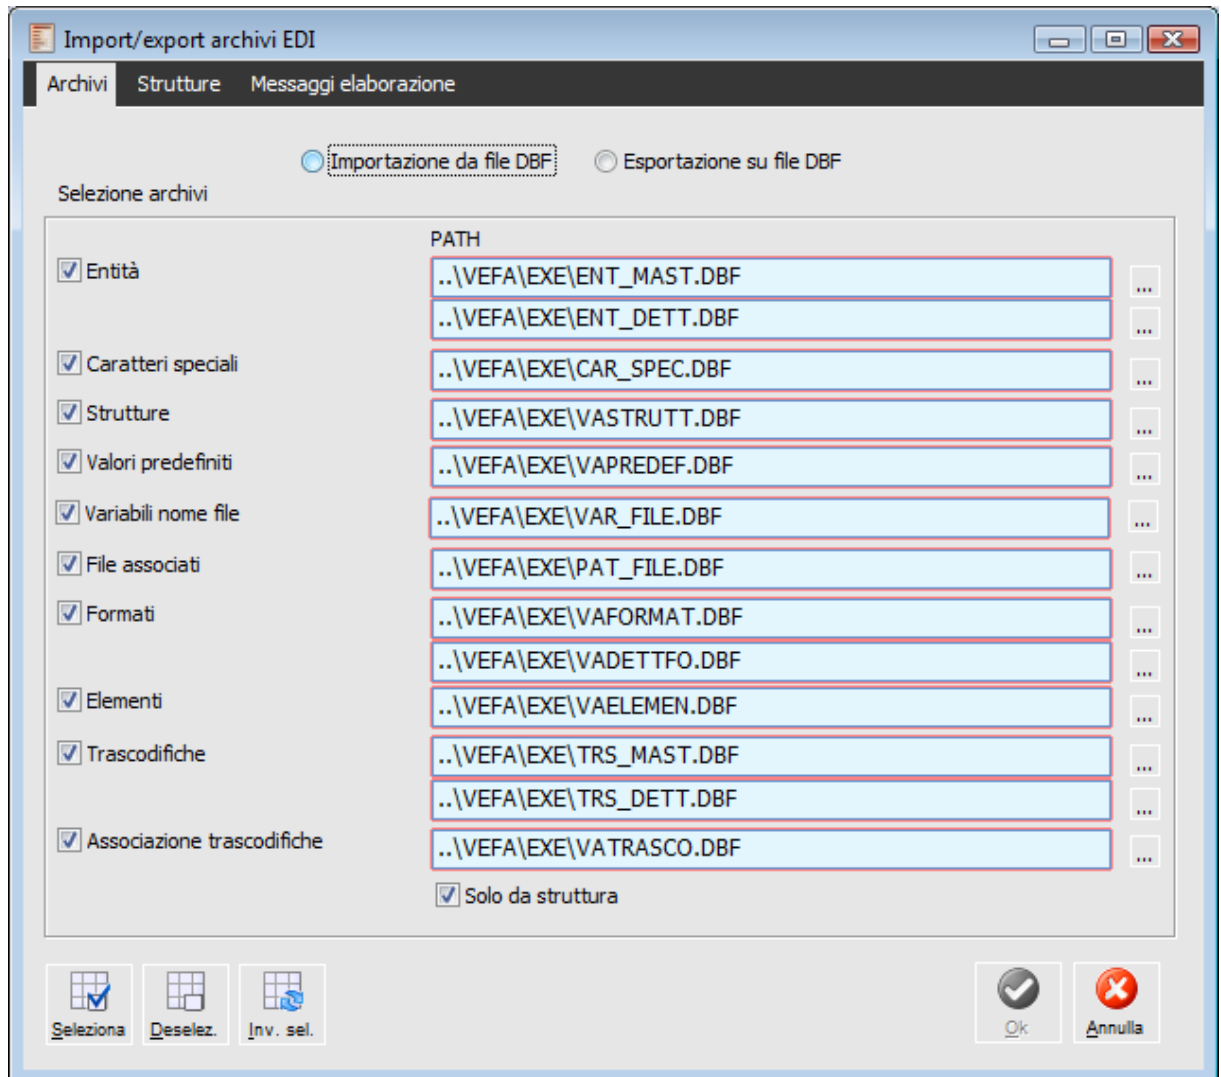 Import/export archivi EDI
Archivi Strutture Messaggi elaborazione
Importazione da file DBF Esportazione su file DBF
Selezione archivi
PATH
Entità ..\VEFA\EXE\ENT_MAST.DBF ...
..\VEFA\EXE\ENT_DETT.DBF ...
Caratteri speciali ..\VEFA\EXE\CAR_SPEC.DBF ...
Strutture ..\VEFA\EXE\VASTRUTT.DBF ...
Valori predefiniti ..\VEFA\EXE\VAPREDEF.DBF ...
Variabili nome file ..\VEFA\EXE\VAR_FILE.DBF ...
File associati ..\VEFA\EXE\PAT_FILE.DBF ...
Formati ..\VEFA\EXE\VAFORMAT.DBF ...
..\VEFA\EXE\VADETTFO.DBF ...
Elementi ..\VEFA\EXE\VAELEMEN.DBF ...
Trascodifiche ..\VEFA\EXE\TRS_MAST.DBF ...
..\VEFA\EXE\TRS_DETT.DBF ...
Associazione trascodifiche ..\VEFA\EXE\VATRASCO.DBF ...
Solo da struttura
Seleziona Deselez. Inv. sel. Ok Annulla